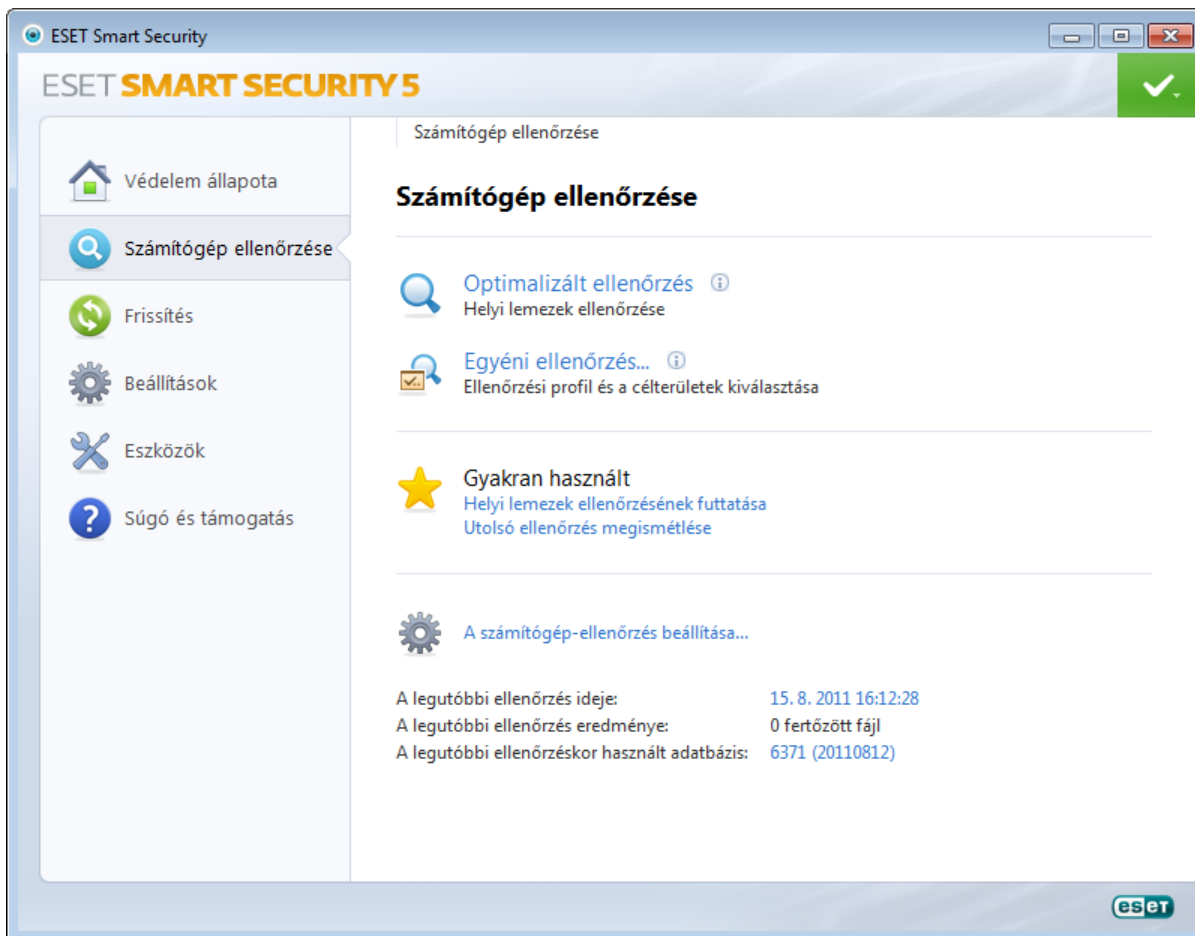 ESET Smart Security
ESET SMART SECURITY 5
Védelem állapota
Számítógép ellenőrzése
Frissítés
Beállítások
Eszközök
Súgó és támogatás
Számítógép ellenőrzése
Számítógép ellenőrzése
Optimalizált ellenőrzés
Helyi lemezek ellenőrzése
Egyéni ellenőrzés...
Ellenőrzési profil és a célterületek kiválasztása
Gyakran használt
Helyi lemezek ellenőrzésének futtatása
Utolsó ellenőrzés megismétlése
A számítógép-ellenőrzés beállítása...
A legutóbbi ellenőrzés ideje: 15. 8. 2011 16:12:28
A legutóbbi ellenőrzés eredménye: 0 fertőzött fájl
A legutóbbi ellenőrzéskor használt adatbázis: 6371 (20110812)
eseT